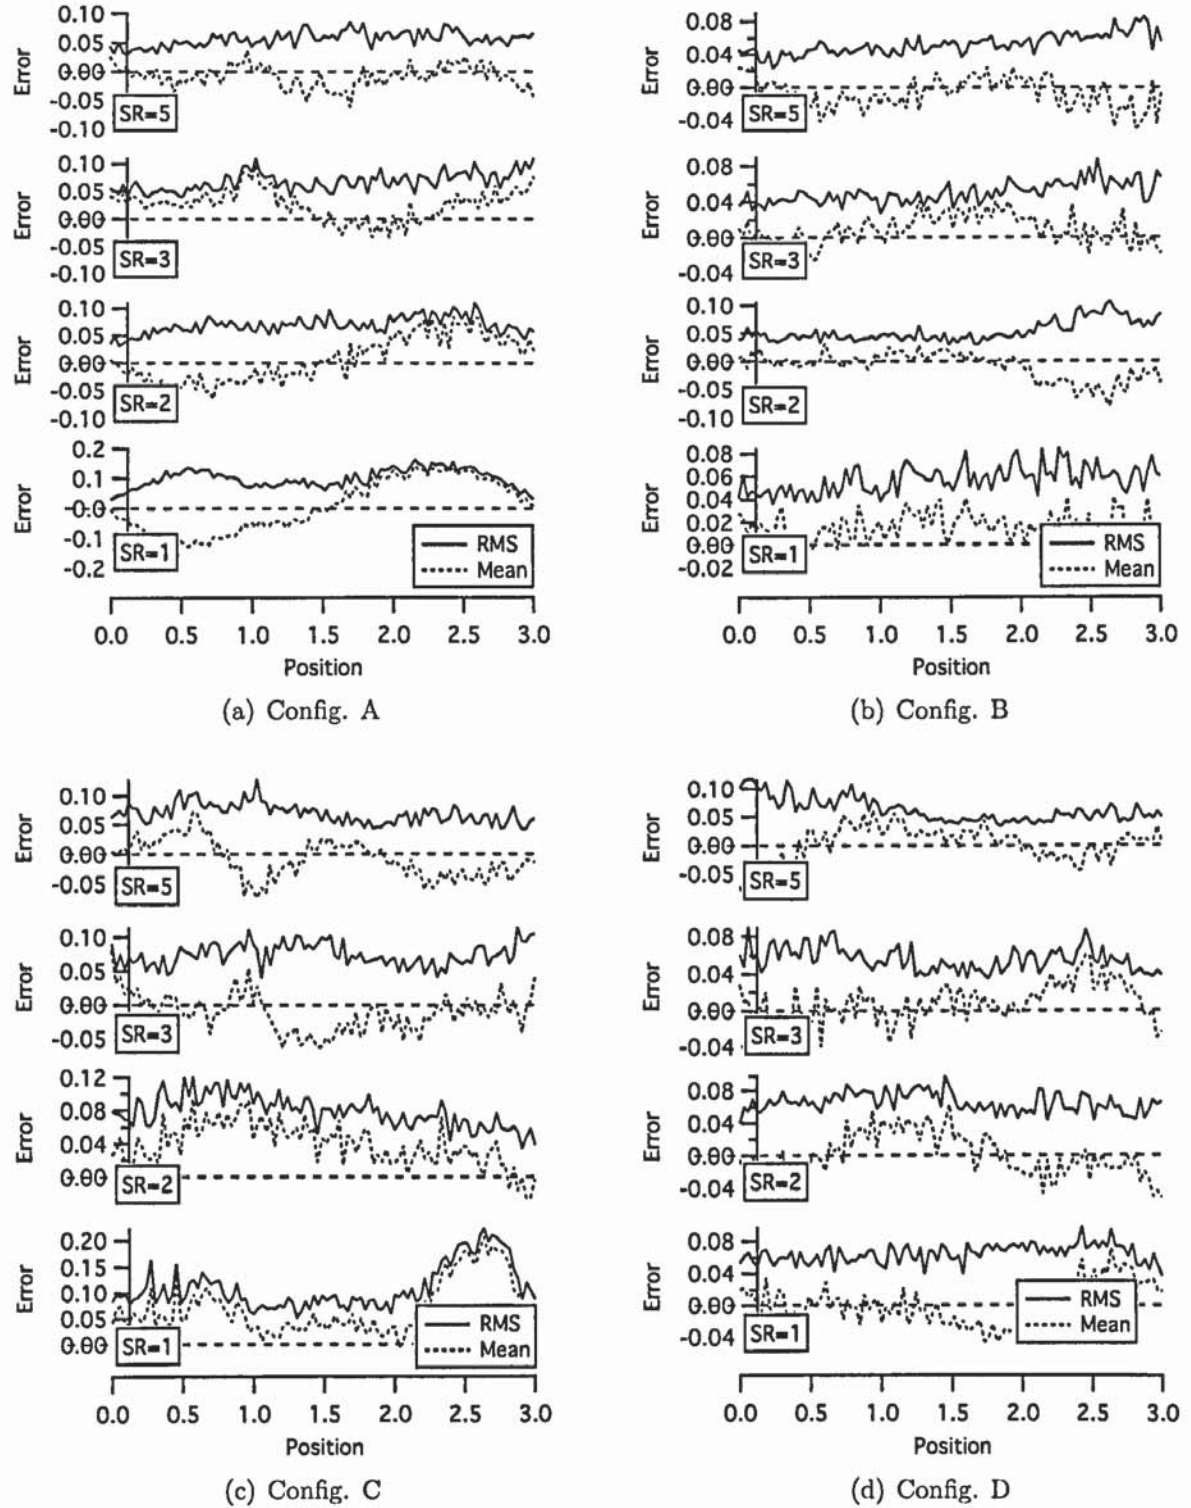 0.10
0.05
0.00
-0.05
-0.10
Error
SR=5
0.10
0.05
0.00
-0.05
-0.10
Error
SR=3
0.10
0.05
0.00
-0.05
-0.10
Error
SR=2
0.2
0.1
-0.0
-0.1
-0.2
Error
SR=1
RMS
Mean
0.0 0.5 1.0 1.5 2.0 2.5 3.0
Position
(a) Config. A
0.08
0.04
0.00
-0.04
Error
SR=5
0.08
0.04
0.00
-0.04
Error
SR=3
0.10
0.05
0.00
-0.05
-0.10
Error
SR=2
0.08
0.06
0.04
0.02
0.00
-0.02
Error
SR=1
RMS
Mean
0.0 0.5 1.0 1.5 2.0 2.5 3.0
Position
(b) Config. B
0.10
0.05
0.00
-0.05
Error
SR=5
0.10
0.05
0.00
-0.05
Error
SR=3
0.12
0.08
0.04
0.00
Error
SR=2
0.20
0.15
0.10
0.05
0.00
Error
SR=1
RMS
Mean
0.0 0.5 1.0 1.5 2.0 2.5 3.0
Position
(c) Config. C
0.10
0.05
0.00
-0.05
Error
SR=5
0.08
0.04
0.00
-0.04
Error
SR=3
0.08
0.04
0.00
-0.04
Error
SR=2
0.08
0.04
0.00
-0.04
Error
SR=1
RMS
Mean
0.0 0.5 1.0 1.5 2.0 2.5 3.0
Position
(d) Config. D